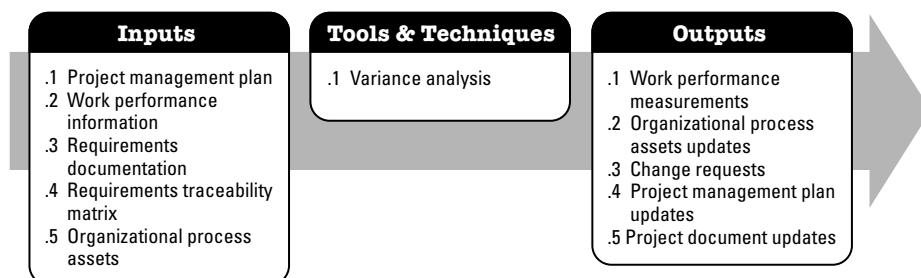 Inputs
.1 Project management plan
.2 Work performance
information
.3 Requirements
documentation
.4 Requirements traceability
matrix
.5 Organizational process
assets
Tools & Techniques
.1 Variance analysis
Outputs
.1 Work performance
measurements
.2 Organizational process
assets updates
.3 Change requests
.4 Project management plan
updates
.5 Project document updates